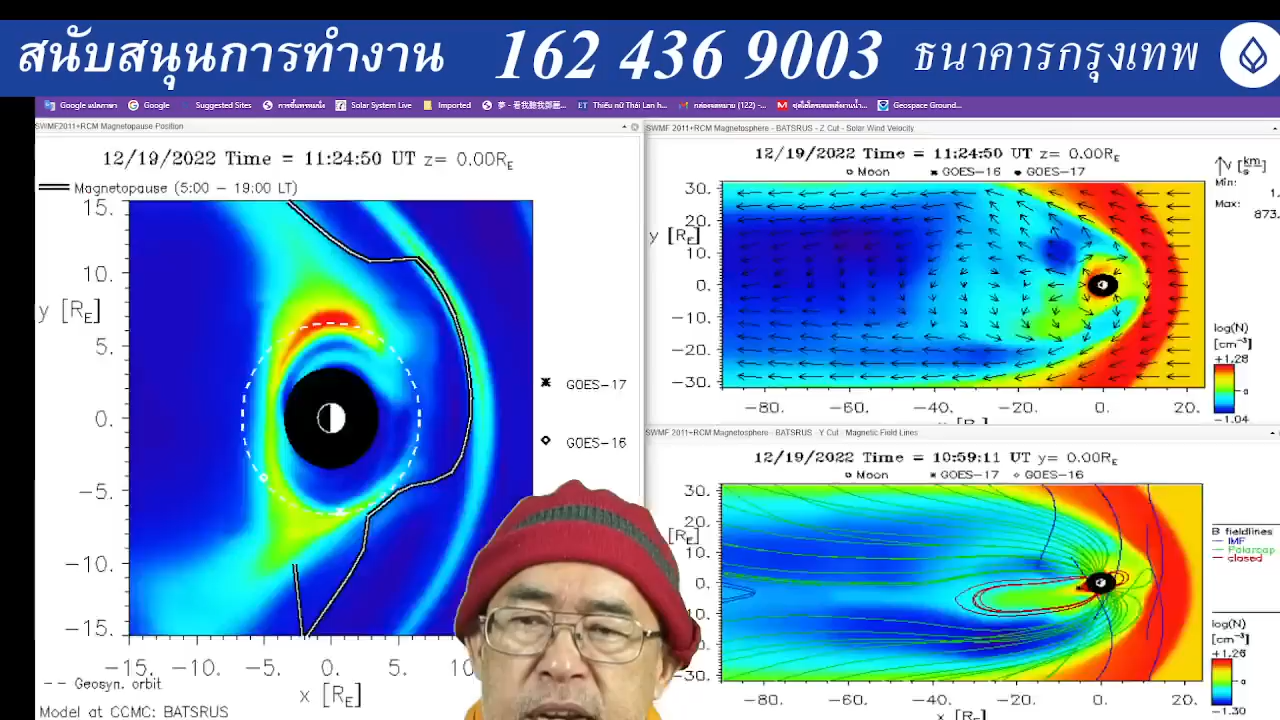 สนับสนุนการทำงาน 162 436 9003 ธนาคารกรุงเทพ
Google Google Suggested Sites Solar System Live Imported Geospace Ground...
SWMF2011+RCM Magnetopause Position
12/19/2022 Time = 11:24:50 UT z= 0.00RE
Magnetopause (5:00 – 19:00 LT)
15.
10.
y [RE]
5.
0.
−5.
−10.
−15.
−15. −10. −5. 0. 5. 10
x [RE]
-- Geosyn. orbit
Model at CCMC: BATSRUS
GOES-17
GOES-16
SWMF 2011+RCM Magnetosphere - BATSRUS - Z Cut - Solar Wind Velocity
12/19/2022 Time = 11:24:50 UT z= 0.00RE
Moon GOES-16 GOES-17
30.
20.
y [RE]
10.
0.
−10.
−20.
−30.
−80. −60. −40. −20. 0. 20.
V [km/s]
Min:
1.
Max:
873.
log(N)
[cm−3]
+1.28
−1.04
SWMF 2011+RCM Magnetosphere - BATSRUS - Y Cut - Magnetic Field Lines
12/19/2022 Time = 10:59:11 UT y= 0.00RE
Moon GOES-17 GOES-16
30.
20.
10.
0.
−10.
30.
−80. −60. −40. −20. 0. 20.
x [RE]
B fieldlines
IMF
Polarcap
closed
log(N)
[cm−3]
+1.26
−1.30